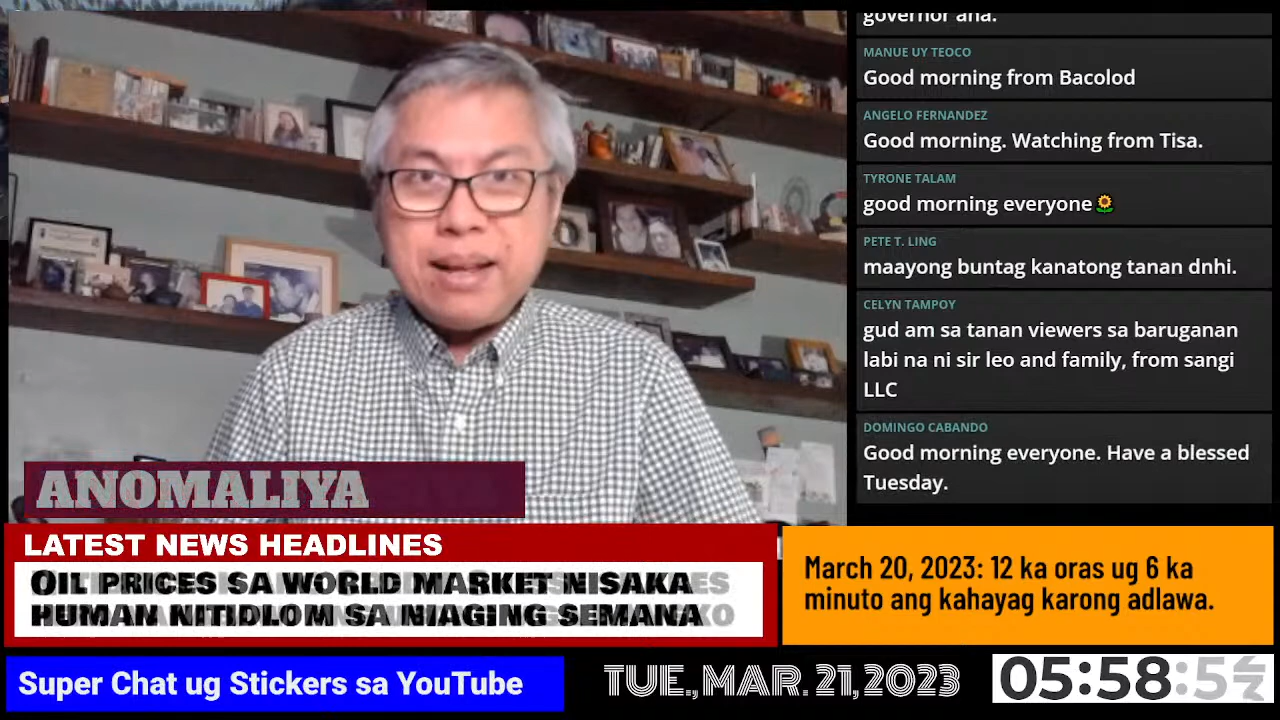 governor ana.
MANUE UY TEOCO
Good morning from Bacolod
ANGELO FERNANDEZ
Good morning. Watching from Tisa.
TYRONE TALAM
good morning everyone🌻
PETE T. LING
maayong buntag kanatong tanan dnhi.
CELYN TAMPOY
gud am sa tanan viewers sa baruganan
labi na ni sir leo and family, from sangi
LLC
DOMINGO CABANDO
Good morning everyone. Have a blessed
Tuesday.
ANOMALIYA
LATEST NEWS HEADLINES
OIL PRICES SA WORLD MARKET NISAKA
HUMAN NITIDLOM SA NIAGING SEMANA
March 20, 2023: 12 ka oras ug 6 ka
minuto ang kahayag karong adlawa.
Super Chat ug Stickers sa YouTube
TUE., MAR. 21, 2023
05:58:5